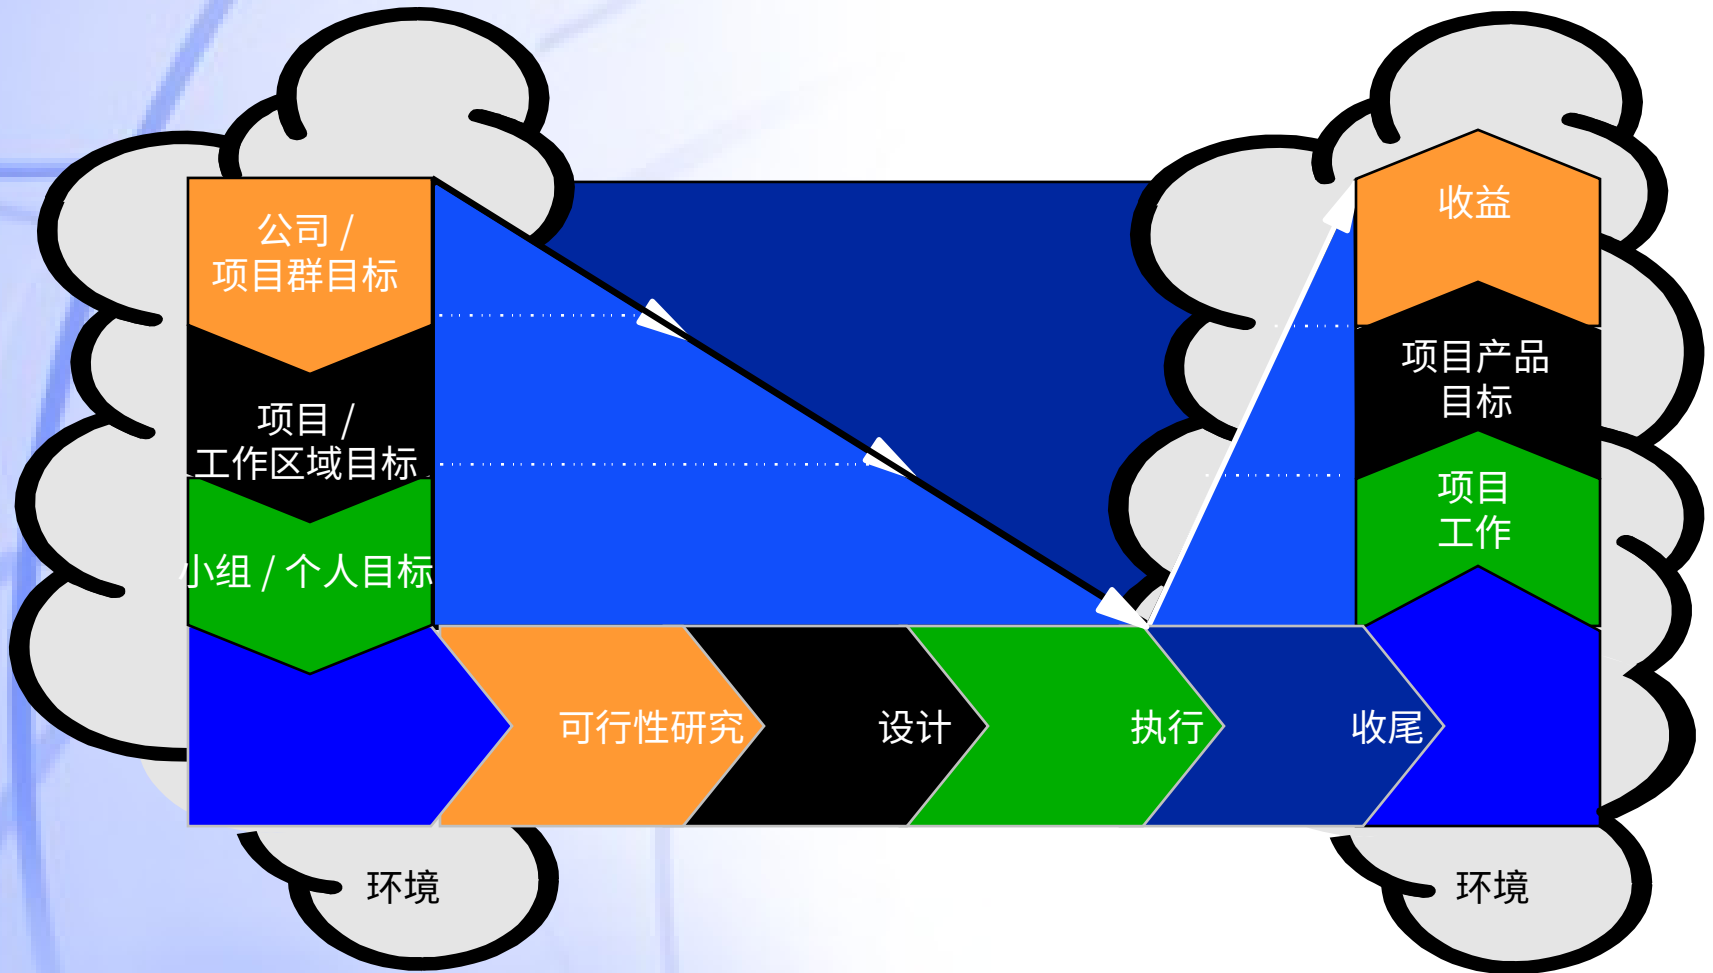 公司 /
项目群目标
项目 /
工作区域目标
小组 / 个人目标
收益
项目产品
目标
项目
工作
可行性研究
设计
执行
收尾
环境
环境